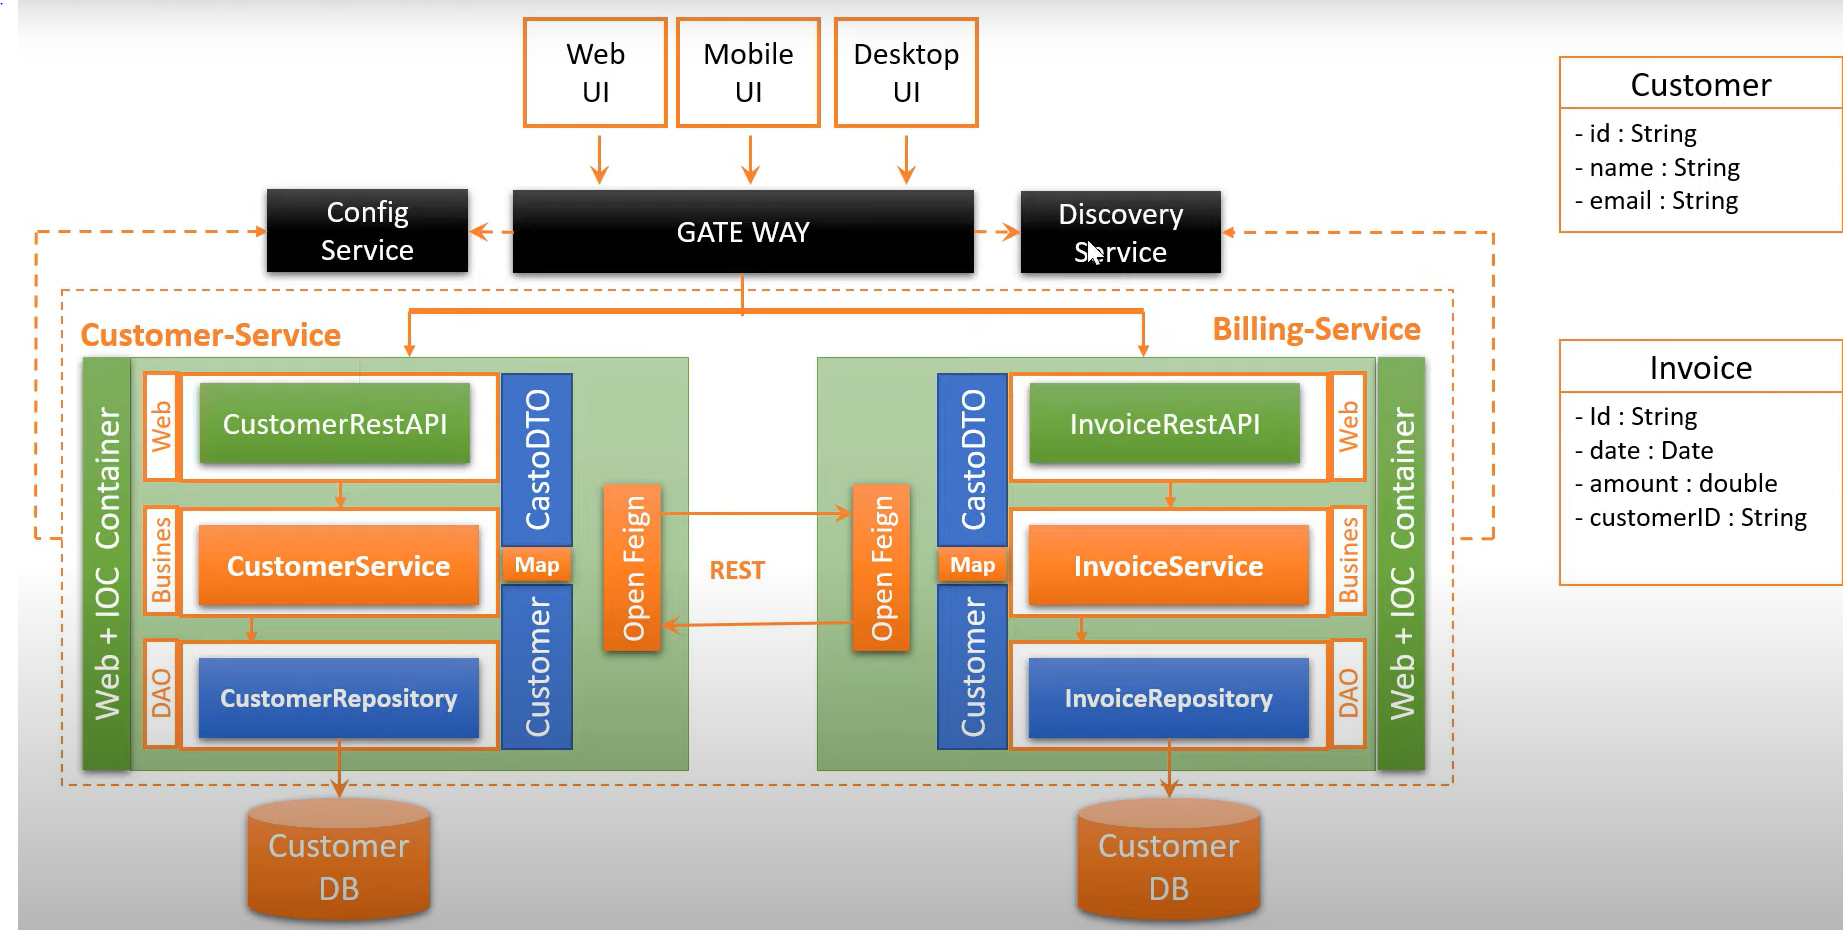 Web
UI
Mobile
UI
Desktop
UI
Config
Service
GATE WAY
Discovery
Service
Customer-Service
Billing-Service
Web + IOC Container
Web
CustomerRestAPI
CastoDTO
Busines
CustomerService
Map
DAO
CustomerRepository
Customer
Open Feign
REST
Open Feign
CastoDTO
InvoiceRestAPI
Web
Map
InvoiceService
Busines
Customer
InvoiceRepository
DAO
Web + IOC Container
Customer
DB
Customer
DB
Customer
- id : String
- name : String
- email : String
Invoice
- Id : String
- date : Date
- amount : double
- customerID : String